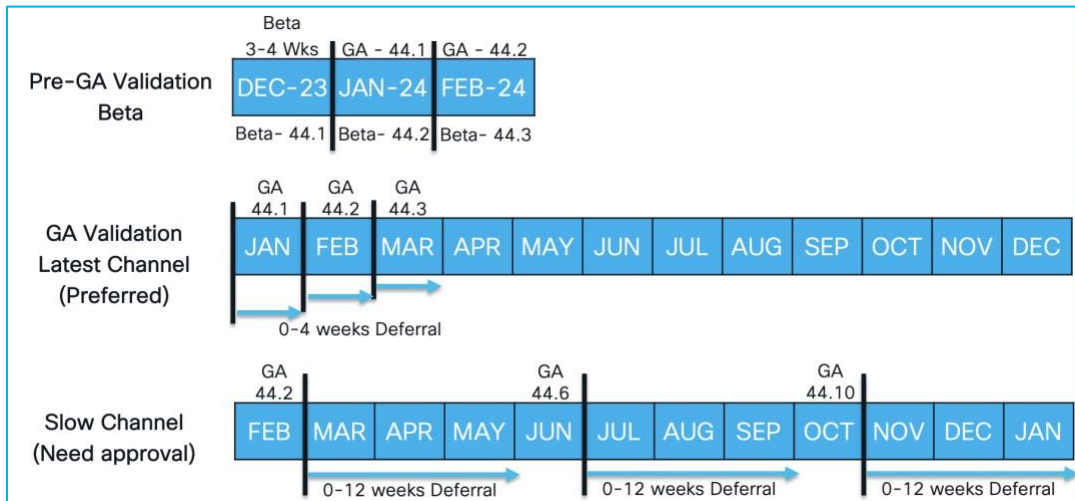 Beta
3-4 Wks GA - 44.1 GA - 44.2
Pre-GA Validation
Beta
DEC-23 JAN-24 FEB-24
Beta- 44.1 Beta- 44.2 Beta- 44.3
GA GA GA
44.1 44.2 44.3
GA Validation
Latest Channel
(Preferred)
JAN FEB MAR APR MAY JUN JUL AUG SEP OCT NOV DEC
0-4 weeks Deferral
GA GA GA
44.2 44.6 44.10
Slow Channel
(Need approval)
FEB MAR APR MAY JUN JUL AUG SEP OCT NOV DEC JAN
0-12 weeks Deferral 0-12 weeks Deferral 0-12 weeks Deferral